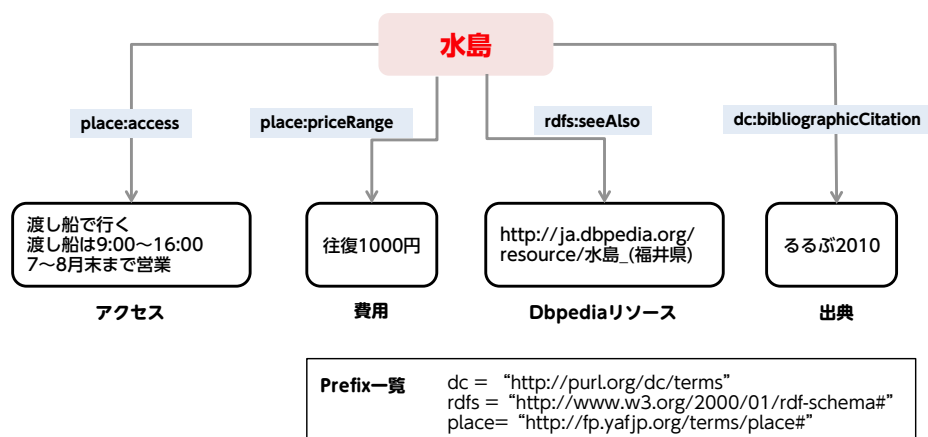 水島
place:access
place:priceRange
rdfs:seeAlso
dc:bibliographicCitation
渡し船で行く
渡し船は9:00～16:00
7～8月末まで営業
往復1000円
http://ja.dbpedia.org/
resource/水島_(福井県)
るるぶ2010
アクセス
費用
Dbpediaリソース
出典
Prefix一覧
dc = “http://purl.org/dc/terms”
rdfs = “http://www.w3.org/2000/01/rdf-schema#”
place= “http://fp.yafjp.org/terms/place#”